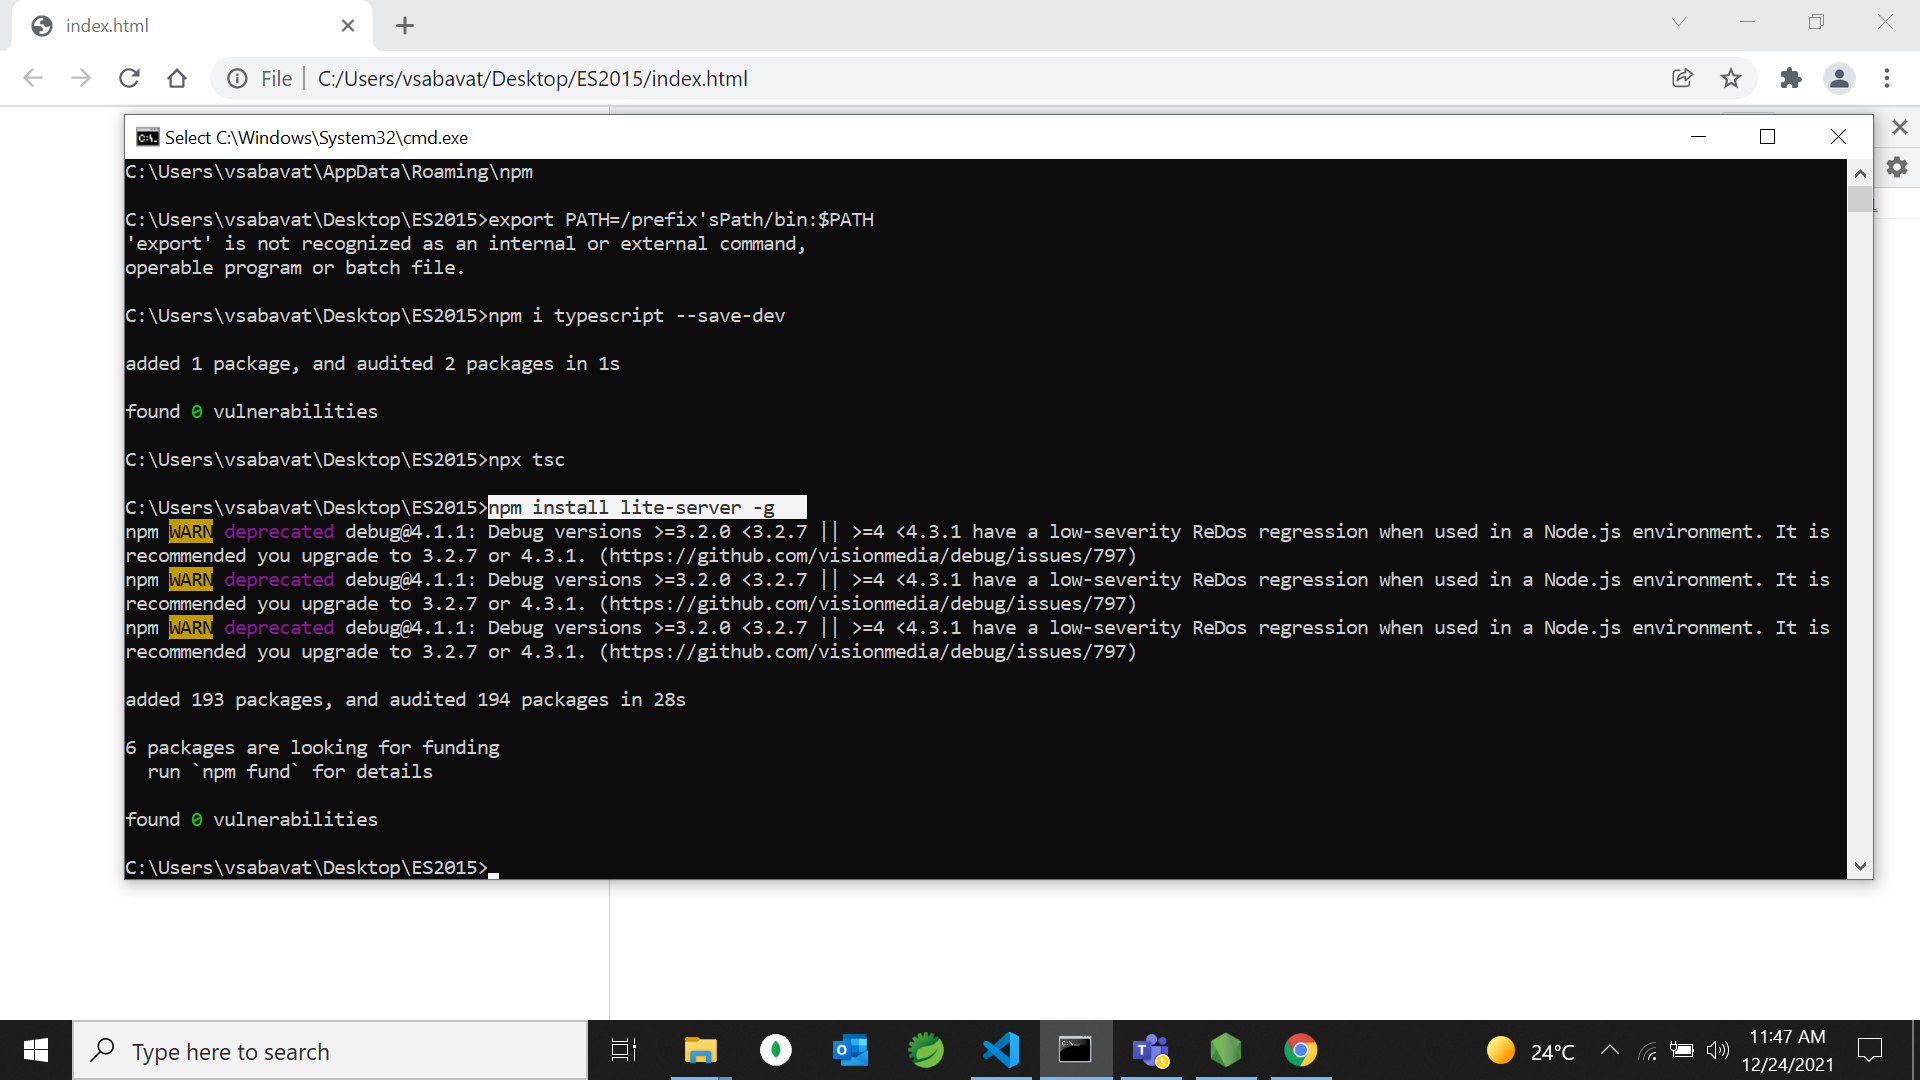 index.html
File
C:/Users/vsabavat/Desktop/ES2015/index.html
Select C:\Windows\System32\cmd.exe
C:\Users\vsabavat\AppData\Roaming\npm
C:\Users\vsabavat\Desktop\ES2015>export PATH=/prefix'sPath/bin:$PATH
'export' is not recognized as an internal or external command,
operable program or batch file.
C:\Users\vsabavat\Desktop\ES2015>npm i typescript --save-dev
added 1 package, and audited 2 packages in 1s
found 0 vulnerabilities
C:\Users\vsabavat\Desktop\ES2015>npx tsc
C:\Users\vsabavat\Desktop\ES2015>npm install lite-server -g
npm WARN deprecated debug@4.1.1: Debug versions >=3.2.0 <3.2.7 || >=4 <4.3.1 have a low-severity ReDos regression when used in a Node.js environment. It is
recommended you upgrade to 3.2.7 or 4.3.1. (https://github.com/visionmedia/debug/issues/797)
npm WARN deprecated debug@4.1.1: Debug versions >=3.2.0 <3.2.7 || >=4 <4.3.1 have a low-severity ReDos regression when used in a Node.js environment. It is
recommended you upgrade to 3.2.7 or 4.3.1. (https://github.com/visionmedia/debug/issues/797)
npm WARN deprecated debug@4.1.1: Debug versions >=3.2.0 <3.2.7 || >=4 <4.3.1 have a low-severity ReDos regression when used in a Node.js environment. It is
recommended you upgrade to 3.2.7 or 4.3.1. (https://github.com/visionmedia/debug/issues/797)
added 193 packages, and audited 194 packages in 28s
6 packages are looking for funding
run `npm fund` for details
found 0 vulnerabilities
C:\Users\vsabavat\Desktop\ES2015>
Type here to search
24°C
11:47 AM
12/24/2021